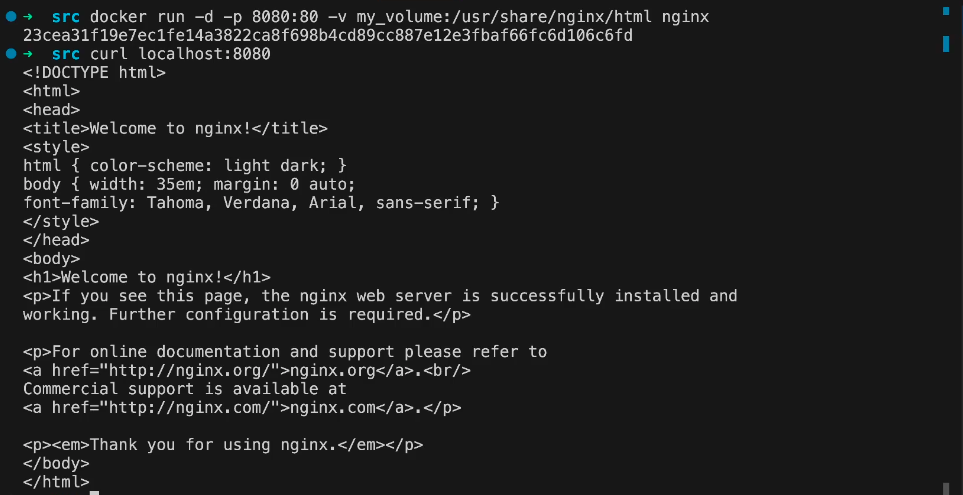 ➜ src docker run -d -p 8080:80 -v my_volume:/usr/share/nginx/html nginx
23cea31f19e7ec1fe14a3822ca8f698b4cd89cc887e12e3fbaf66fc6d106c6fd
➜ src curl localhost:8080
<!DOCTYPE html>
<html>
<head>
<title>Welcome to nginx!</title>
<style>
html { color-scheme: light dark; }
body { width: 35em; margin: 0 auto;
font-family: Tahoma, Verdana, Arial, sans-serif; }
</style>
</head>
<body>
<h1>Welcome to nginx!</h1>
<p>If you see this page, the nginx web server is successfully installed and
working. Further configuration is required.</p>

<p>For online documentation and support please refer to
<a href="http://nginx.org/">nginx.org</a>.<br/>
Commercial support is available at
<a href="http://nginx.com/">nginx.com</a>.</p>

<p><em>Thank you for using nginx.</em></p>
</body>
</html>